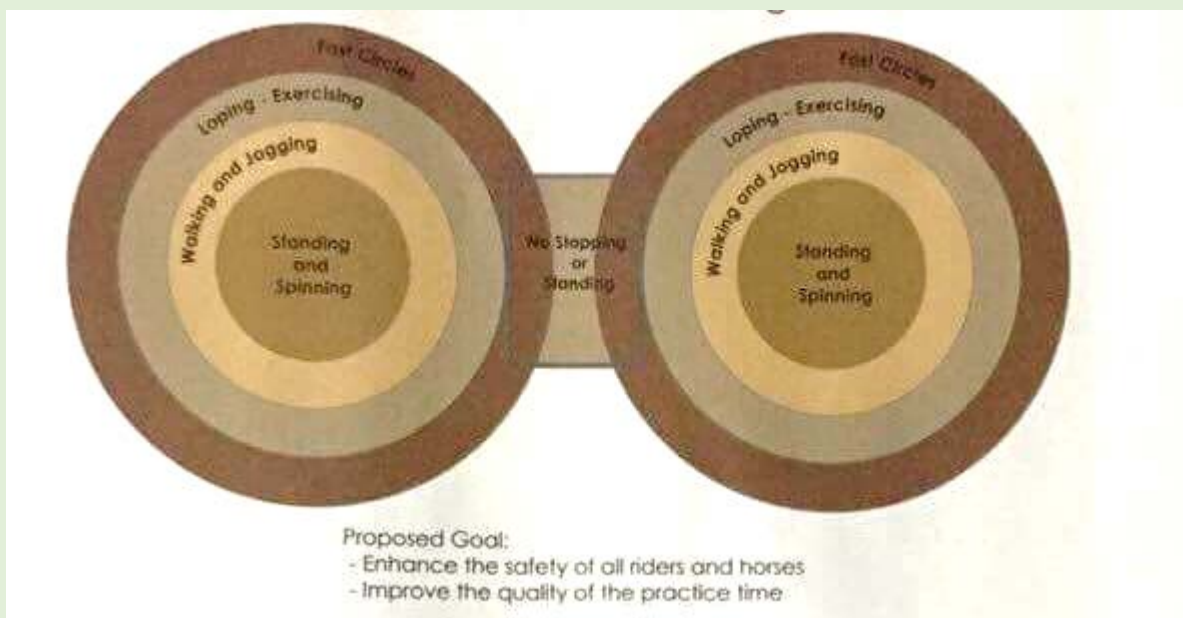 Fast Circles
Loping - Exercising
Walking and Jogging
Standing
and
Spinning
No Stopping
or
Standing
Fast Circles
Loping - Exercising
Walking and Jogging
Standing
and
Spinning
Proposed Goal:
- Enhance the safety of all riders and horses
- Improve the quality of the practice time